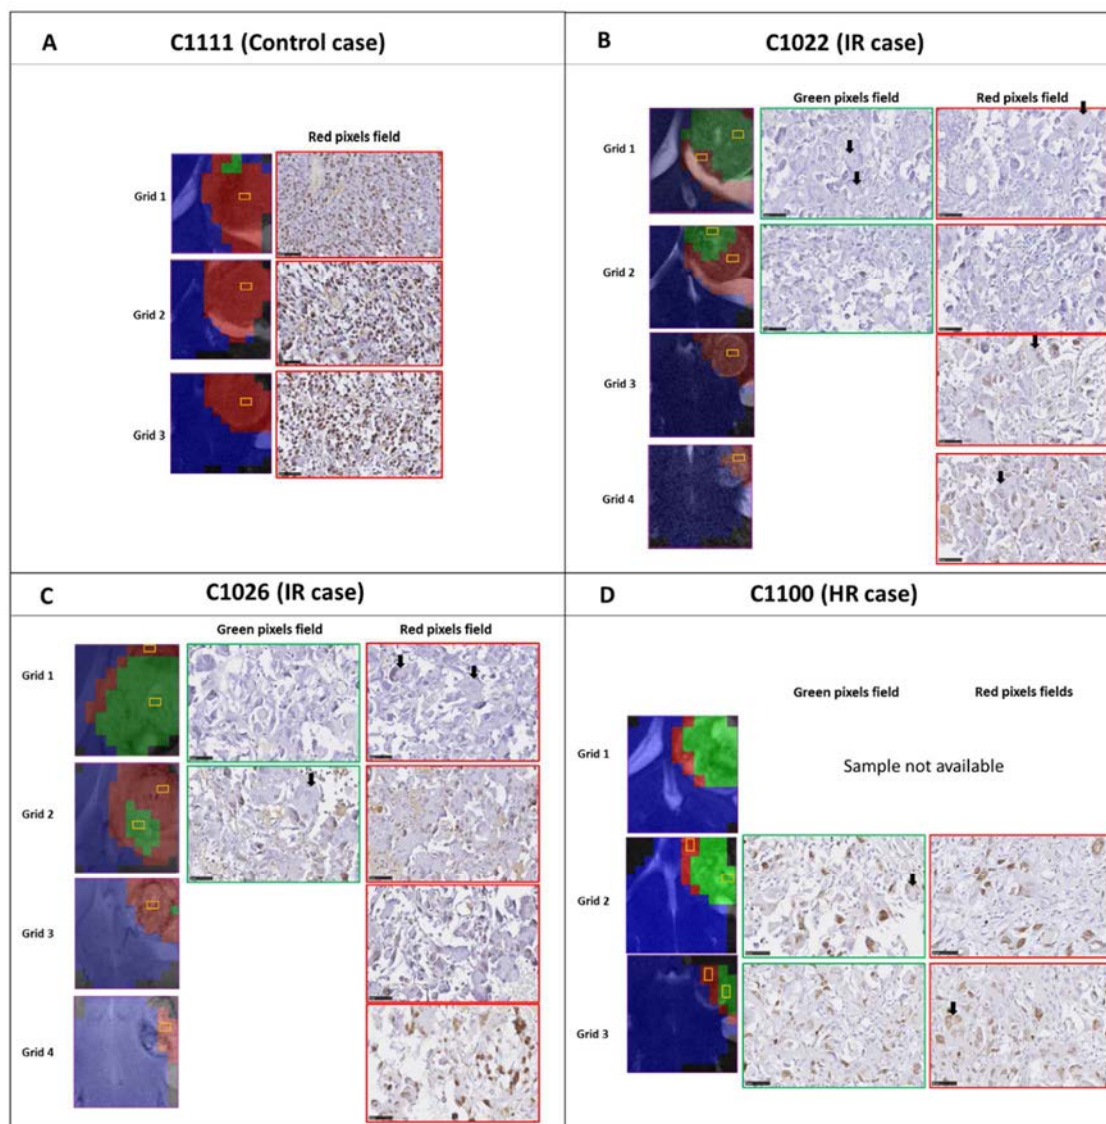 A
C1111 (Control case)
Red pixels field
Grid 1
Grid 2
Grid 3
B
C1022 (IR case)
Green pixels field
Red pixels field
Grid 1
Grid 2
Grid 3
Grid 4
C
C1026 (IR case)
Green pixels field
Red pixels field
Grid 1
Grid 2
Grid 3
Grid 4
D
C1100 (HR case)
Green pixels field
Red pixels fields
Grid 1
Sample not available
Grid 2
Grid 3